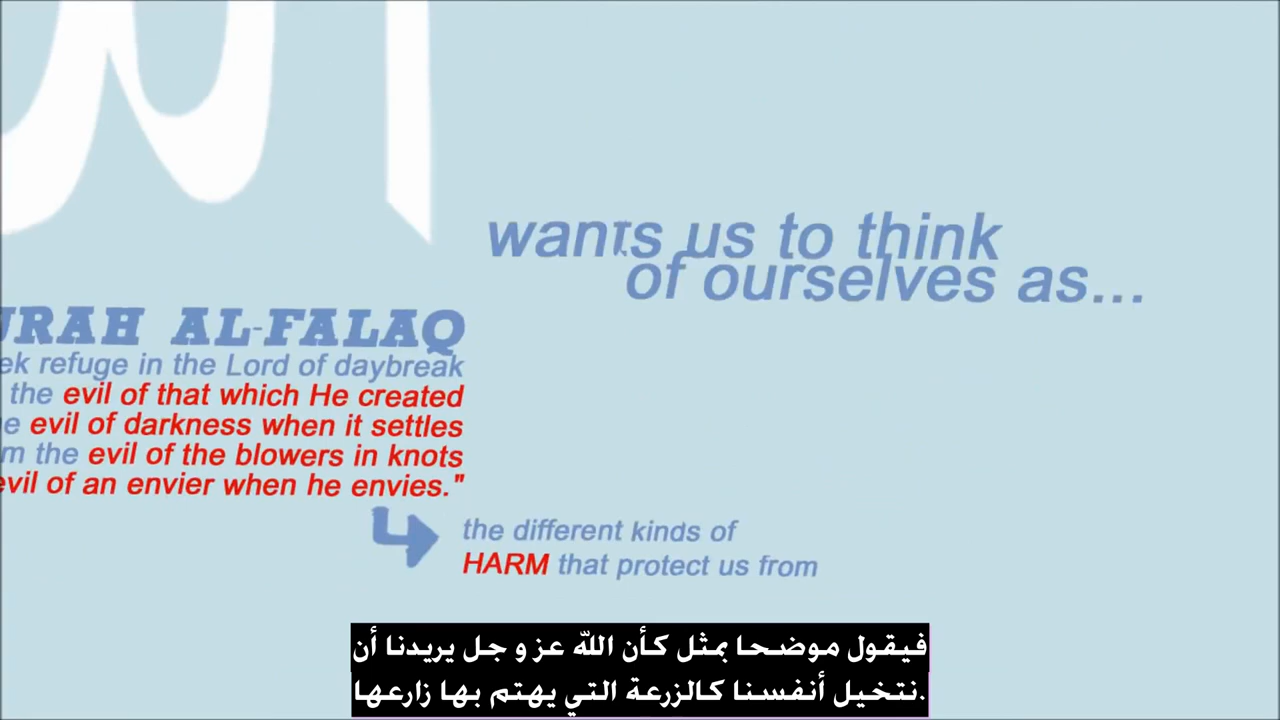 wants us to think
of ourselves as...
URAH AL-FALAQ
ek refuge in the Lord of daybreak
the evil of that which He created
e evil of darkness when it settles
m the evil of the blowers in knots
evil of an envier when he envies."
the different kinds of
HARM that protect us from
فيقول موضحا بمثل كأن الله عز و جل يريدنا أن
نتخيل أنفسنا كالزرعة التي يهتم بها زارعها.